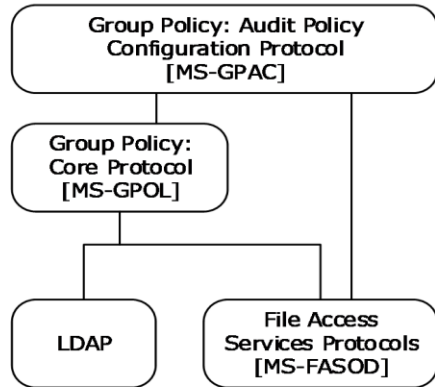 Group Policy: Audit Policy
Configuration Protocol
[MS-GPAC]
Group Policy:
Core Protocol
[MS-GPOL]
LDAP
File Access
Services Protocols
[MS-FASOD]